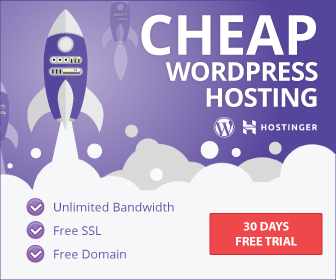 CHEAP
WORDPRESS
HOSTING
HOSTINGER
Unlimited Bandwidth
Free SSL
Free Domain
30 DAYS
FREE TRIAL